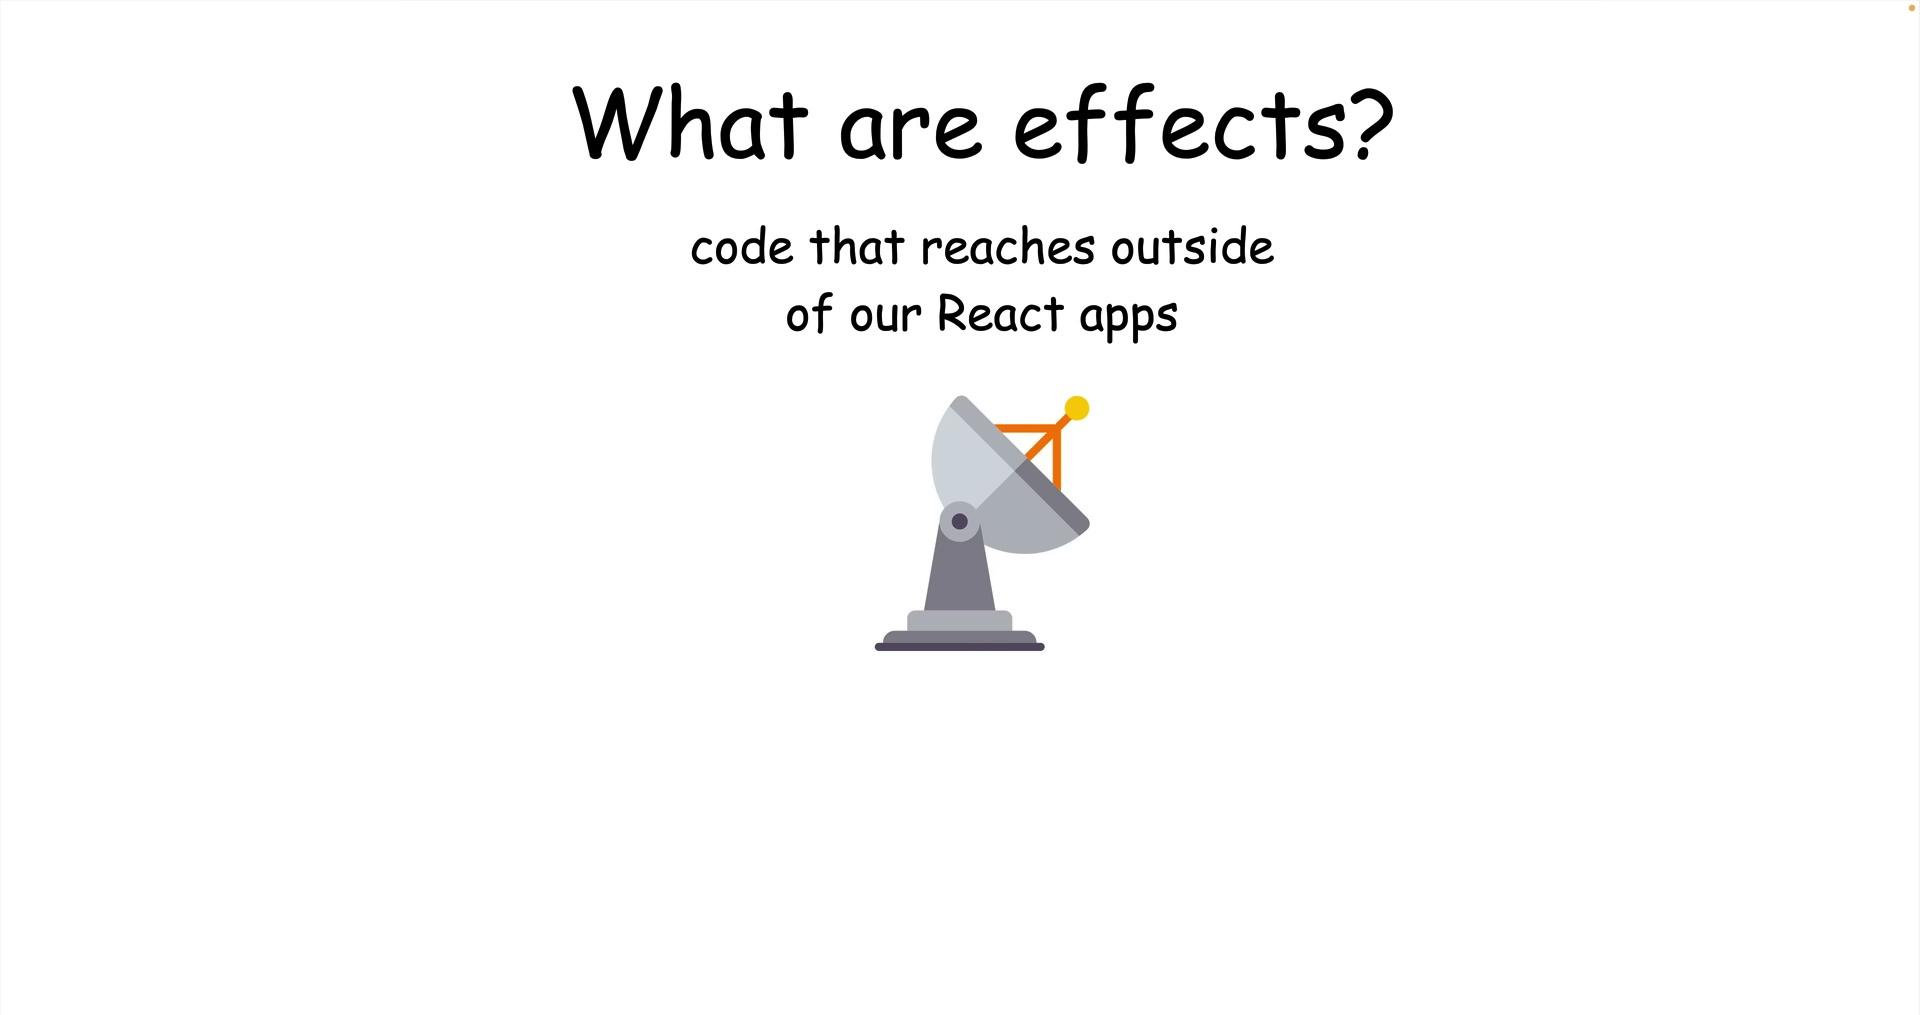 What are effects?
code that reaches outside
of our React apps